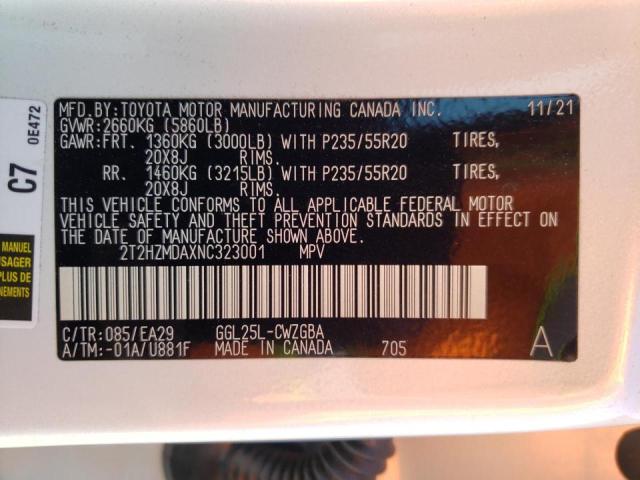 MFD.BY:TOYOTA MOTOR MANUFACTURING CANADA INC. 11/21
GVWR:2660KG (5860LB)
GAWR:FRT. 1360KG (3000LB) WITH P235/55R20 TIRES,
20X8J RIMS.
RR. 1460KG (3215LB) WITH P235/55R20 TIRES,
20X8J RIMS.
THIS VEHICLE CONFORMS TO ALL APPLICABLE FEDERAL MOTOR
VEHICLE SAFETY AND THEFT PREVENTION STANDARDS IN EFFECT ON
THE DATE OF MANUFACTURE SHOWN ABOVE.
2T2HZMDAXNC323001 MPV
C/TR:085/EA29 GGL25L-CWZGBA
A/TM:-01A/U881F MADE IN CANADA 705 A
C7
0E472
MANUEL
USAGER
PLUS DE
NEMENTS